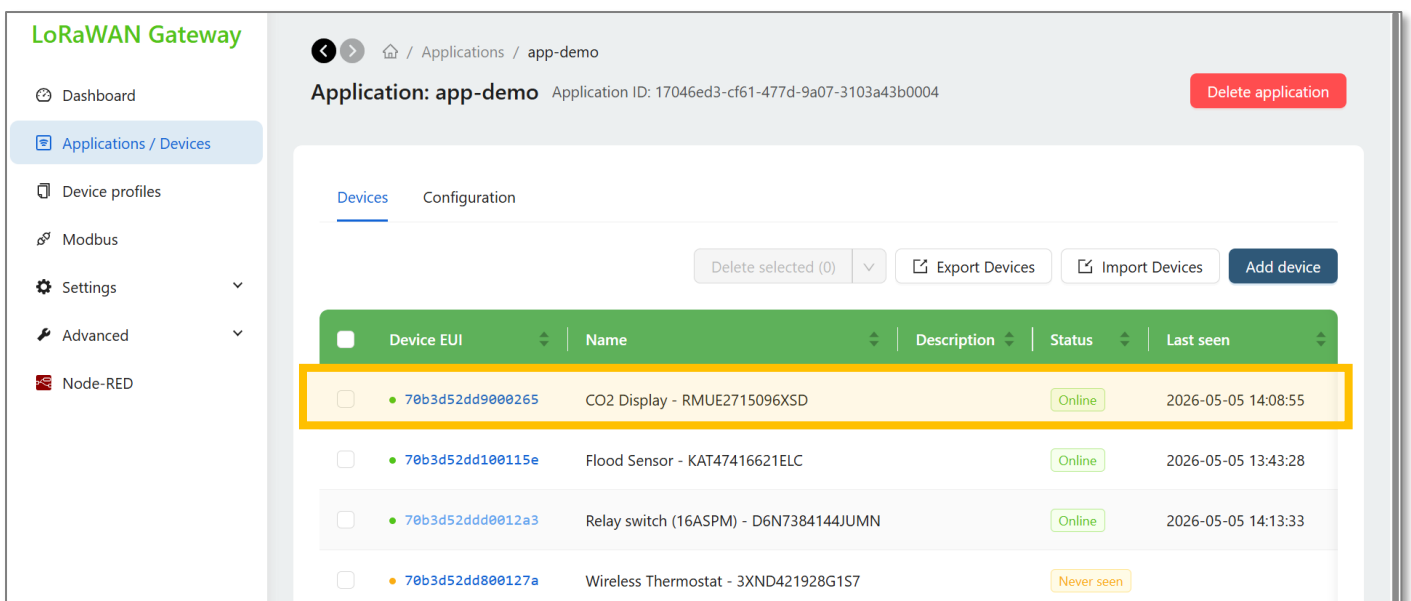 LoRaWAN Gateway
Dashboard
Applications / Devices
Device profiles
Modbus
Settings
Advanced
Node-RED
/ Applications / app-demo
Application: app-demo Application ID: 17046ed3-cf61-477d-9a07-3103a43b0004
Delete application
Devices Configuration
Delete selected (0) Export Devices Import Devices Add device
Device EUI Name Description Status Last seen
70b3d52dd9000265 CO2 Display - RMUE2715096XSD Online 2026-05-05 14:08:55
70b3d52dd100115e Flood Sensor - KAT47416621ELC Online 2026-05-05 13:43:28
70b3d52ddd0012a3 Relay switch (16ASPM) - D6N7384144JUMN Online 2026-05-05 14:13:33
70b3d52dd800127a Wireless Thermostat - 3XND421928G1S7 Never seen